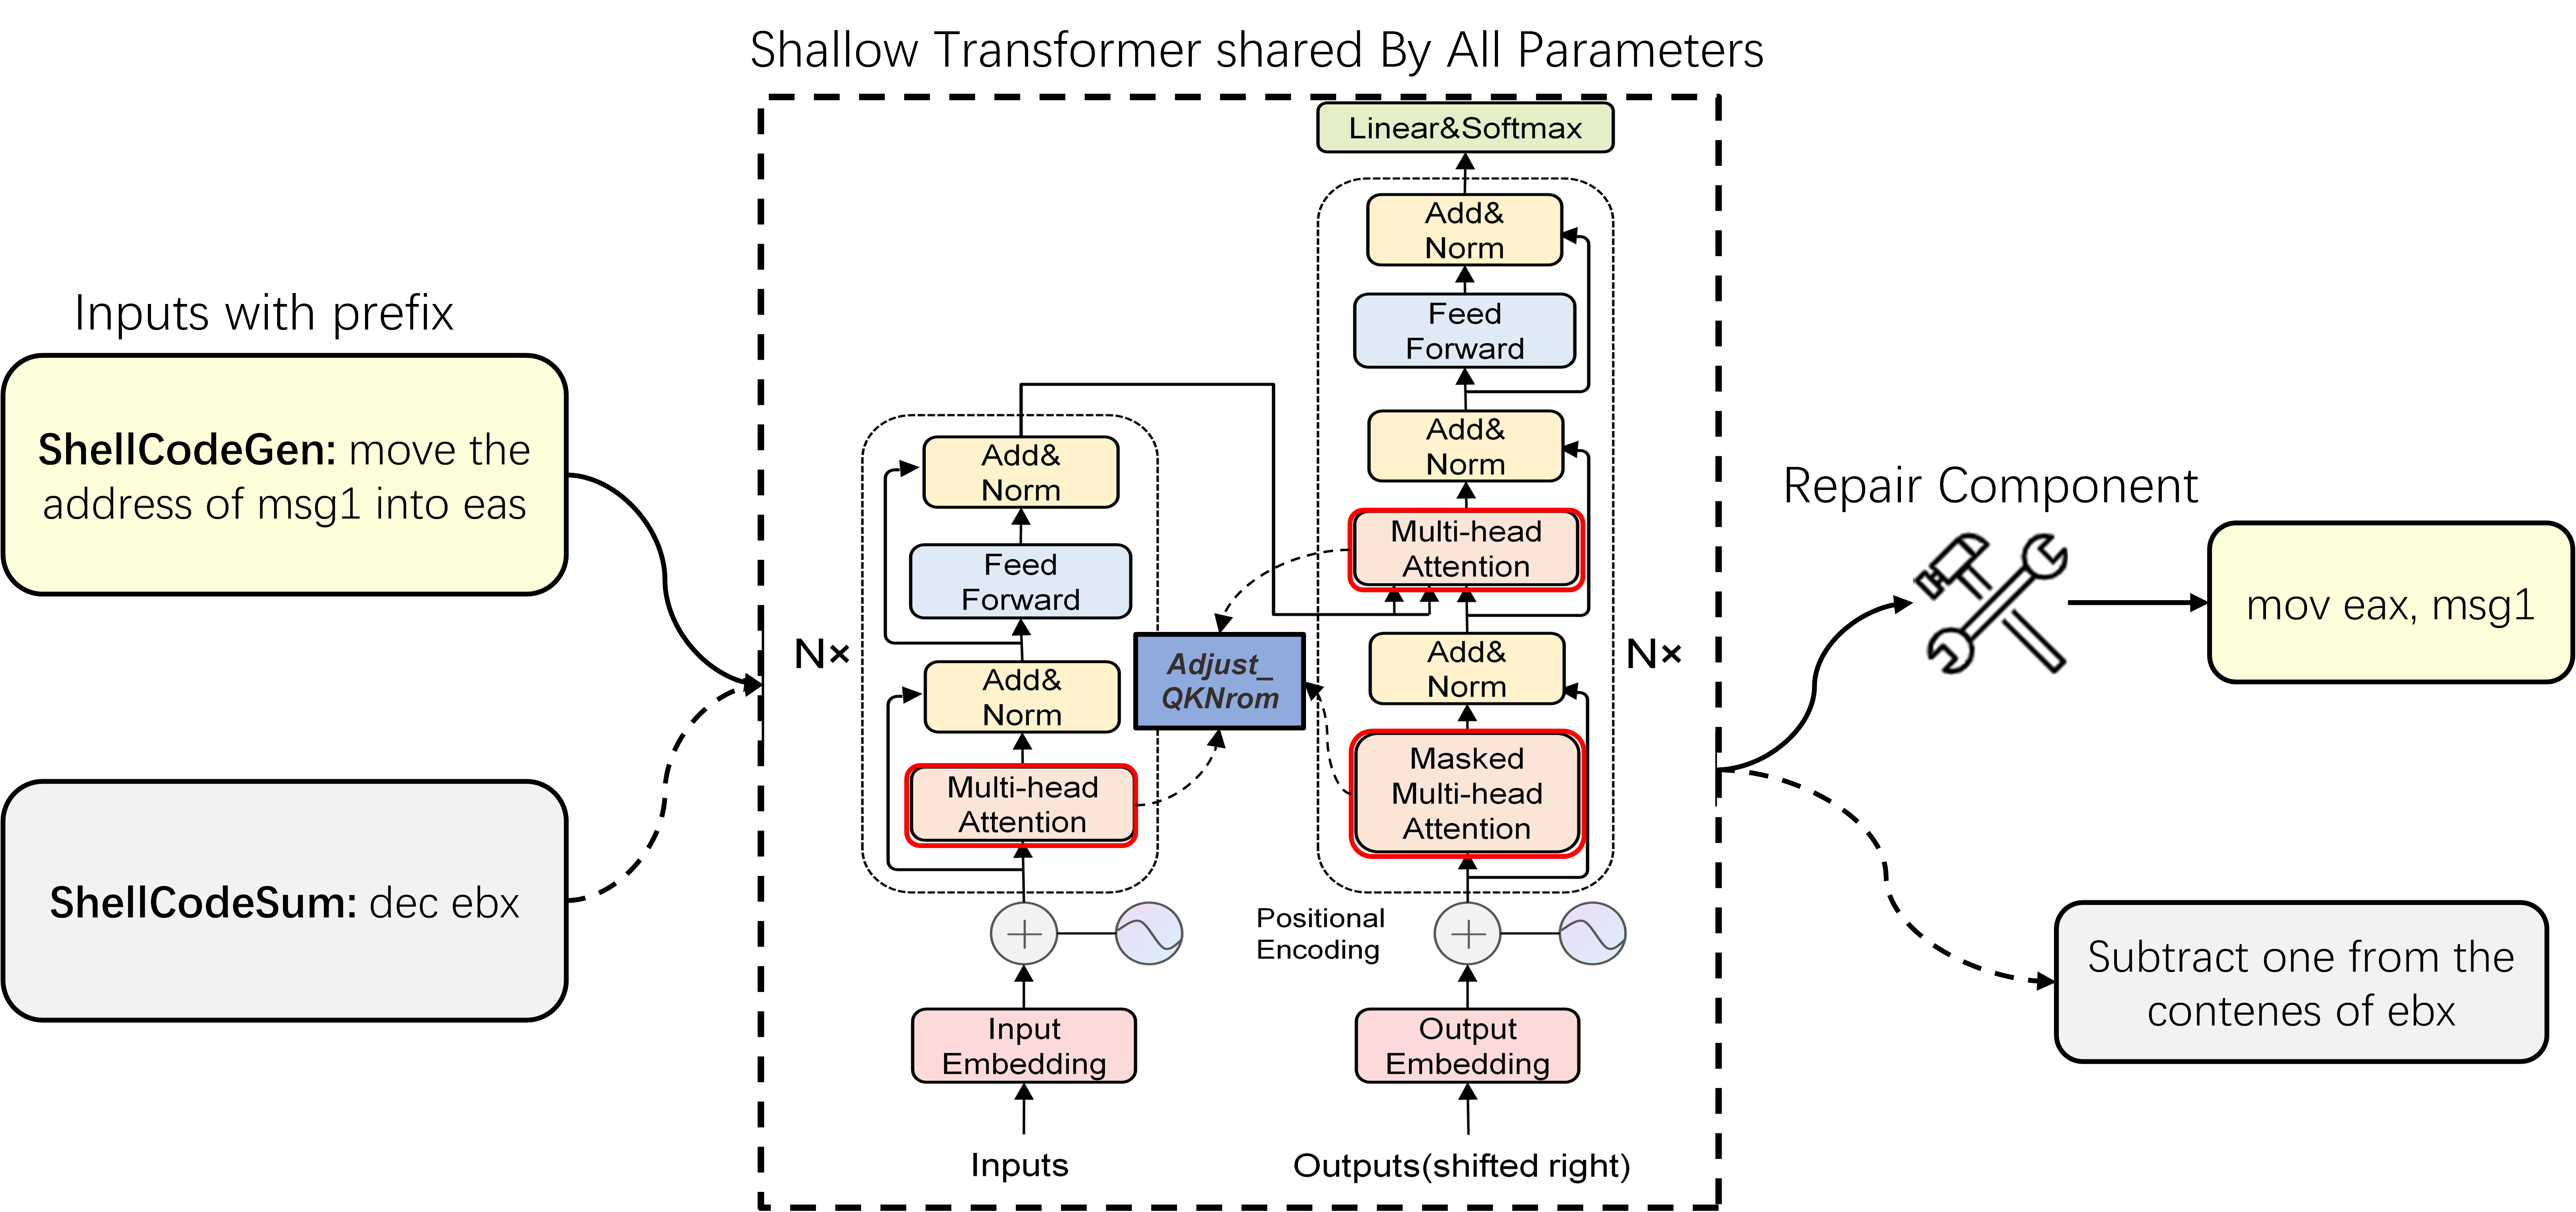 Shallow Transformer shared By All Parameters
Inputs with prefix
ShellCodeGen: move the
address of msg1 into eas
ShellCodeSum: dec ebx
N×
Add&
Norm
Feed
Forward
Add&
Norm
Multi-head
Attention
Input
Embedding
Inputs
Adjust_
QKNrom
Positional
Encoding
Linear&Softmax
Add&
Norm
Feed
Forward
Add&
Norm
Multi-head
Attention
Add&
Norm
Masked
Multi-head
Attention
N×
Output
Embedding
Outputs(shifted right)
Repair Component
mov eax, msg1
Subtract one from the
contenes of ebx